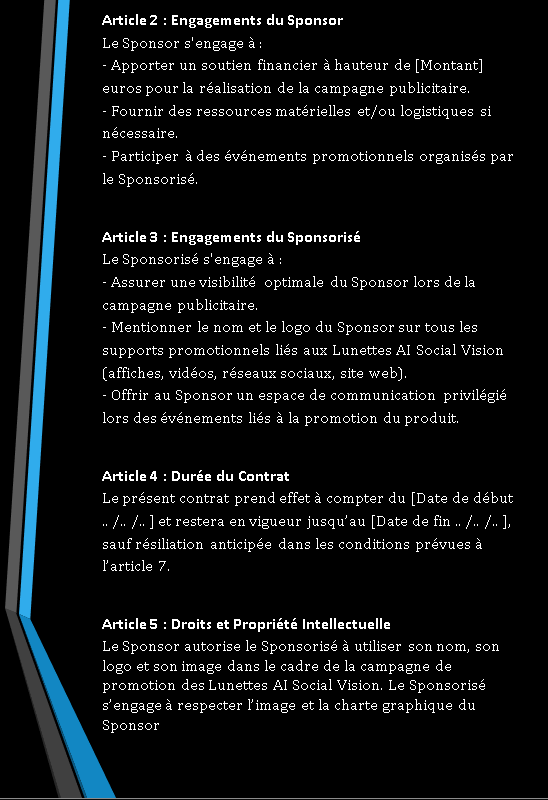 Article 2 : Engagements du Sponsor
Le Sponsor s'engage à :
- Apporter un soutien financier à hauteur de [Montant]
euros pour la réalisation de la campagne publicitaire.
- Fournir des ressources matérielles et/ou logistiques si
nécessaire.
- Participer à des événements promotionnels organisés par
le Sponsorisé.
Article 3 : Engagements du Sponsorisé
Le Sponsorisé s'engage à :
- Assurer une visibilité optimale du Sponsor lors de la
campagne publicitaire.
- Mentionner le nom et le logo du Sponsor sur tous les
supports promotionnels liés aux Lunettes AI Social Vision
(affiches, vidéos, réseaux sociaux, site web).
- Offrir au Sponsor un espace de communication privilégié
lors des événements liés à la promotion du produit.
Article 4 : Durée du Contrat
Le présent contrat prend effet à compter du [Date de début
.. /.. /.. ] et restera en vigueur jusqu'au [Date de fin .. /.. /.. ],
sauf résiliation anticipée dans les conditions prévues à
l'article 7.
Article 5 : Droits et Propriété Intellectuelle
Le Sponsor autorise le Sponsorisé à utiliser son nom, son
logo et son image dans le cadre de la campagne de
promotion des Lunettes AI Social Vision. Le Sponsorisé
s'engage à respecter l'image et la charte graphique du
Sponsor